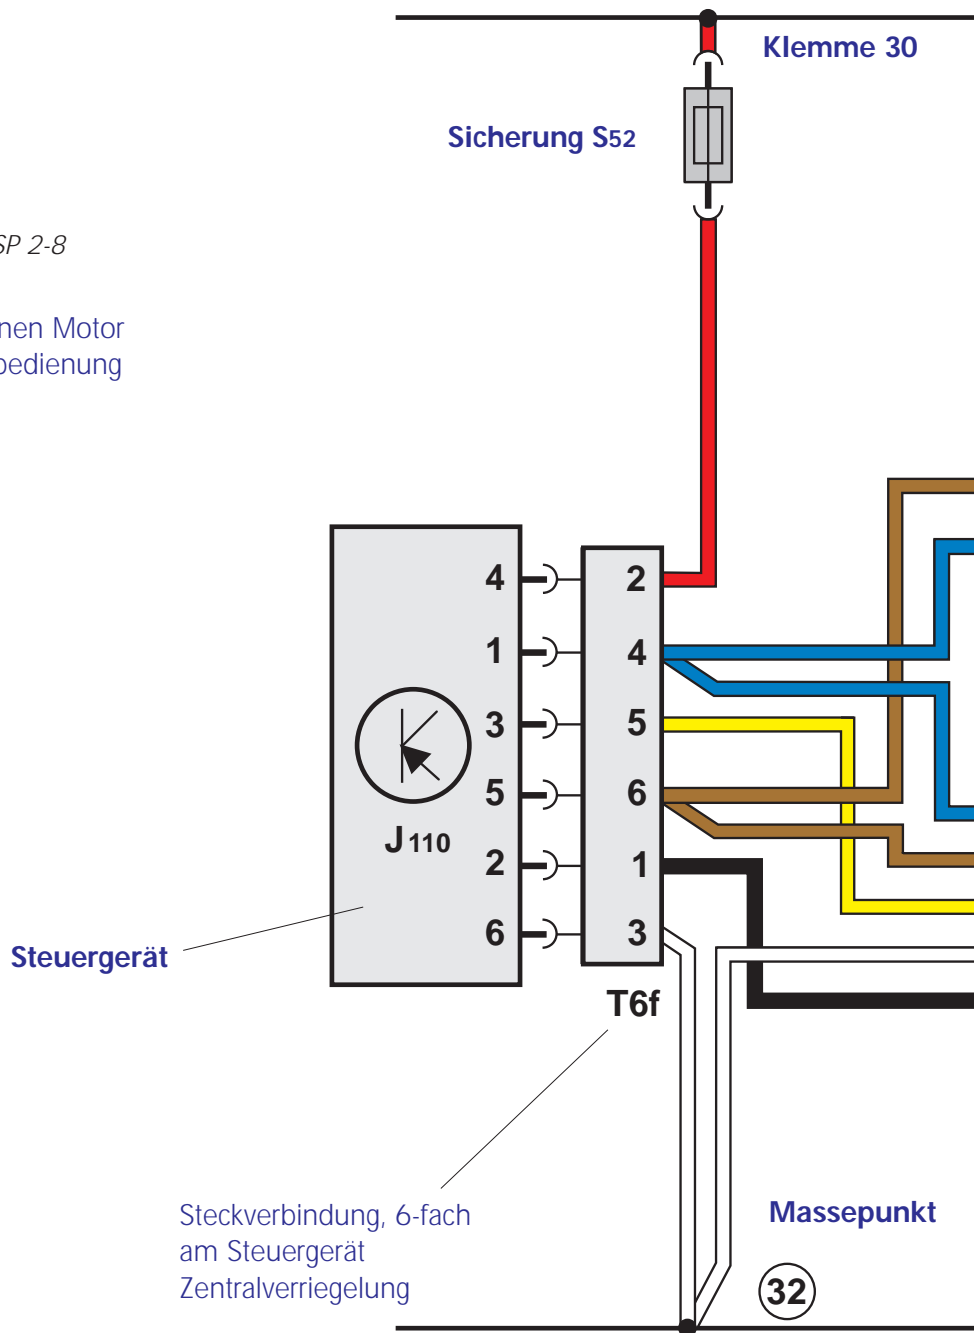 Klemme 30
Sicherung S52
SP 2-8
nen Motor
bedienung
4 2
1 4
3 5
5 6
J 110
2 1
6 3
Steuergerät
T6f
Steckverbindung, 6-fach
am Steuergerät
Zentralverriegelung
Massepunkt
32